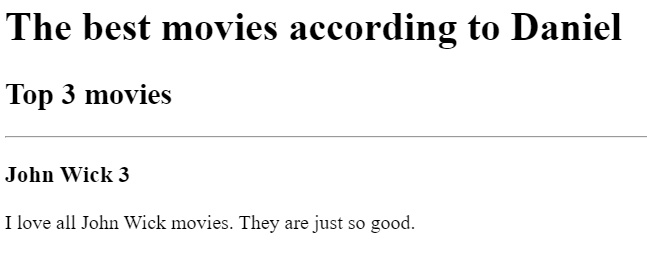 The best movies according to Daniel
Top 3 movies
John Wick 3
I love all John Wick movies. They are just so good.